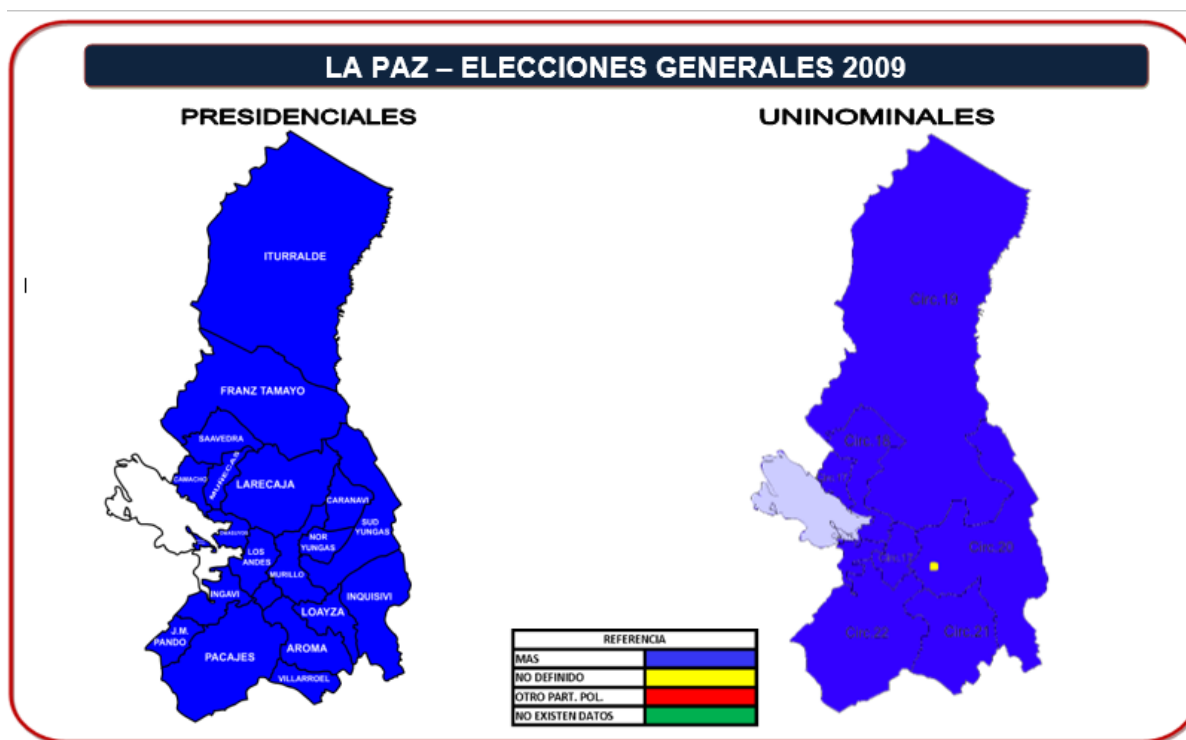 LA PAZ – ELECCIONES GENERALES 2009
PRESIDENCIALES
ITURRALDE
FRANZ TAMAYO
SAAVEDRA
CAMACHO
MUÑECAS
LARECAJA
CARANAVI
OMASUYOS
LOS
ANDES
NOR
YUNGAS
SUD
YUNGAS
MURILLO
INGAVI
INQUISIVI
LOAYZA
J.M.
PANDO
PACAJES
AROMA
VILLARROEL
UNINOMINALES
Circ.18
Circ.17
Circ.20
Circ.22
Circ.21
REFERENCIA
MAS
NO DEFINIDO
OTRO PART. POL.
NO EXISTEN DATOS